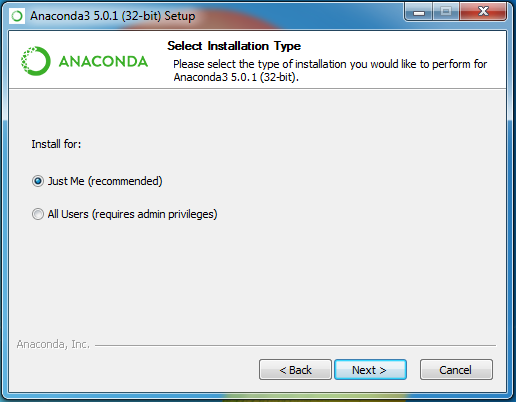 Anaconda3 5.0.1 (32-bit) Setup
ANACONDA
Select Installation Type
Please select the type of installation you would like to perform for
Anaconda3 5.0.1 (32-bit).
Install for:
Just Me (recommended)
All Users (requires admin privileges)
Anaconda, Inc.
< Back
Next >
Cancel